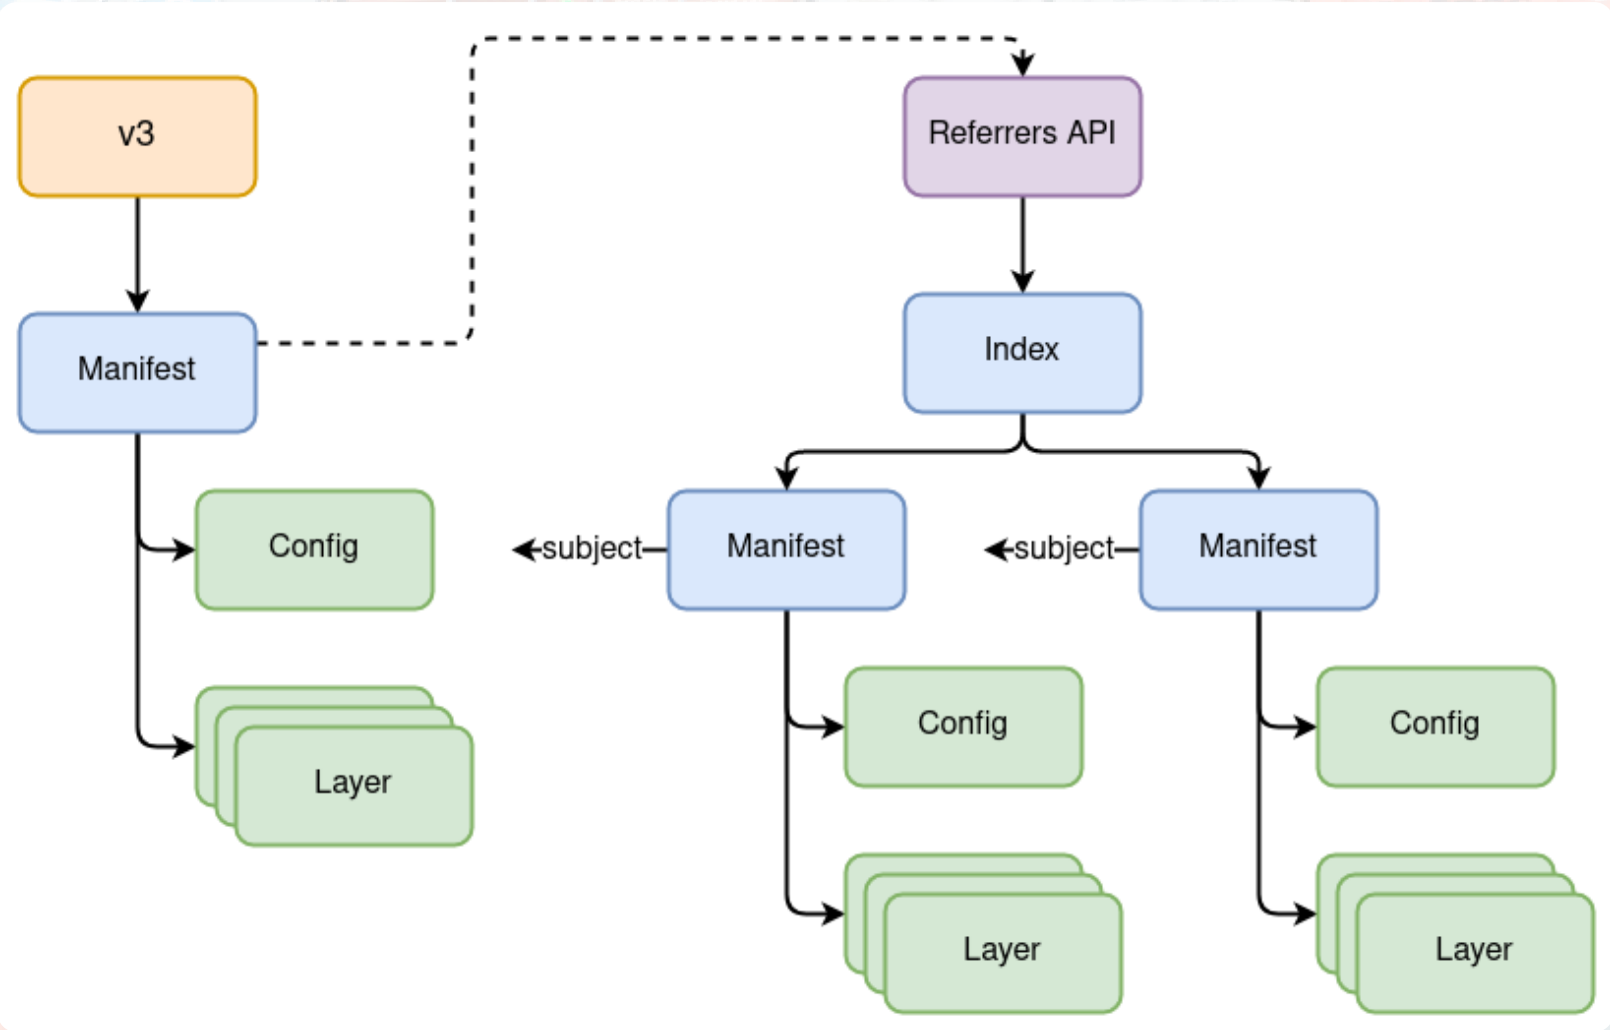 v3
Referrers API
Manifest
Index
Config
subject
Manifest
subject
Manifest
Layer
Config
Config
Layer
Layer